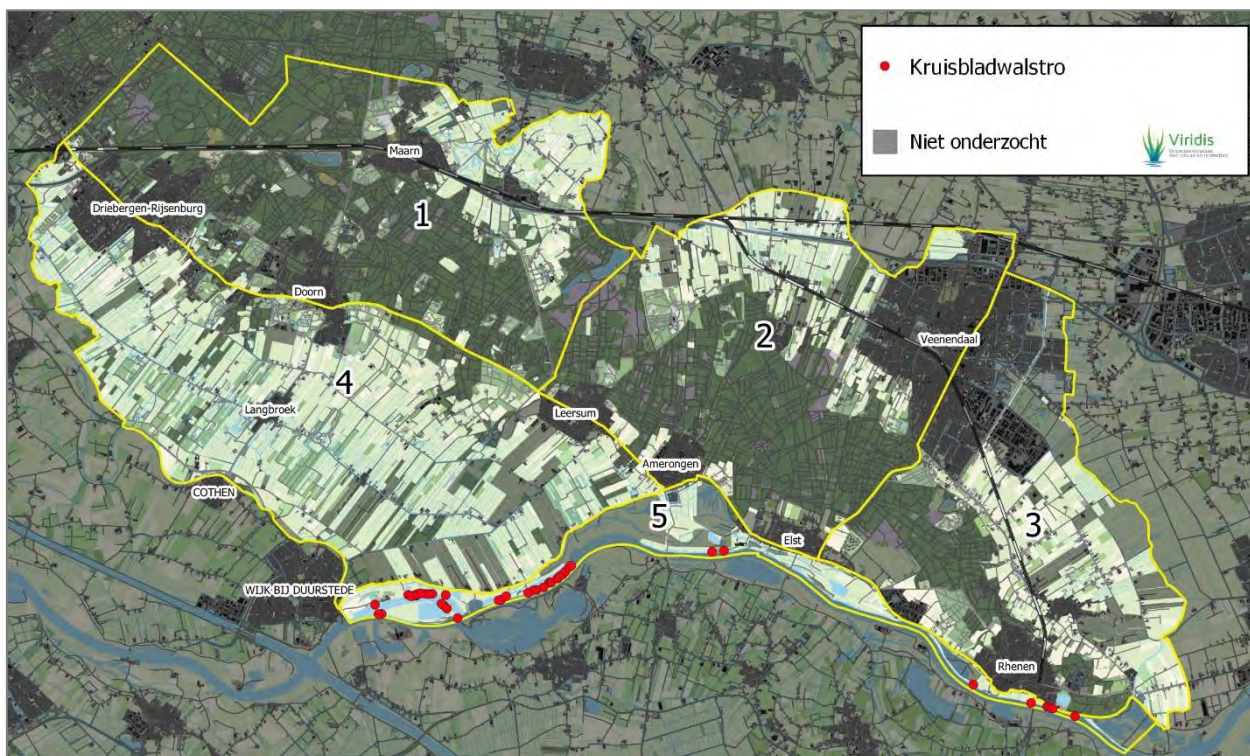 Kruisbladwalstro
Niet onderzocht
Viridis
Maarn
1
Driebergen-Rijsenburg
Doorn
2
Veenendaal
4
Langbroek
Leersum
Amerongen
COTHEN
5
Elst
3
WIJK BIJ DUURSTEDE
Rhenen